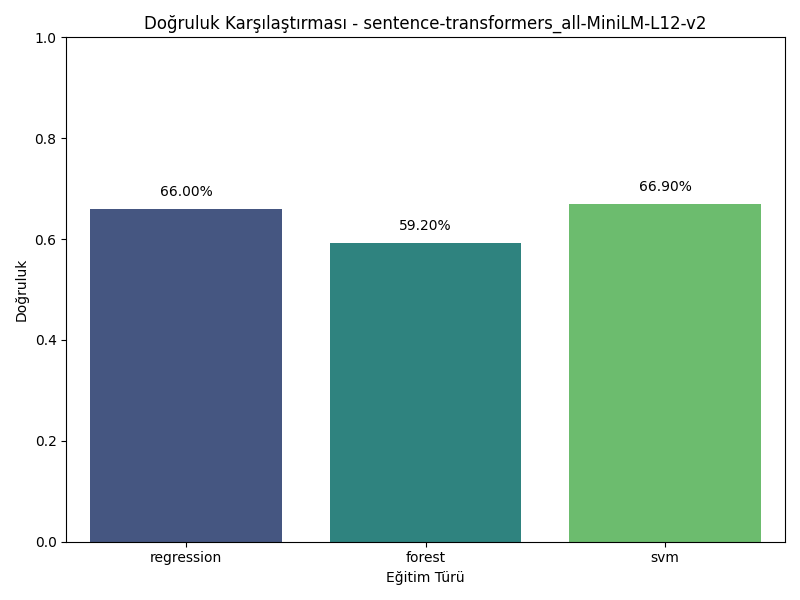 Doğruluk Karşılaştırması - sentence-transformers_all-MiniLM-L12-v2
1.0
0.8
0.6
0.4
0.2
0.0
Doğruluk
66.00%
59.20%
66.90%
regression
forest
svm
Eğitim Türü